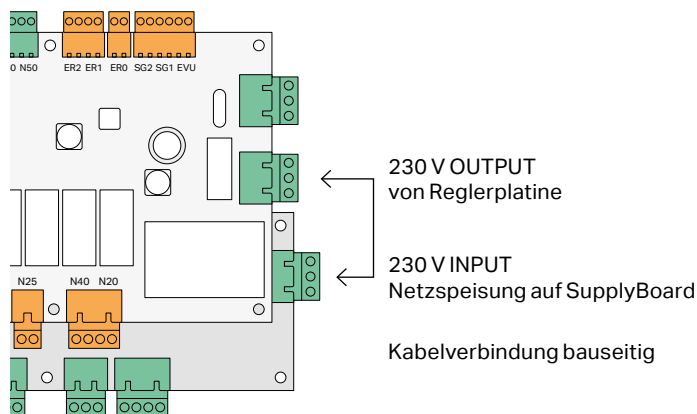 0 N50 ER2 ER1 ER0 SG2 SG1 EVU
230 V OUTPUT
von Reglerplatine
230 V INPUT
Netzspeisung auf SupplyBoard
N25 N40 N20
Kabelverbindung bauseitig